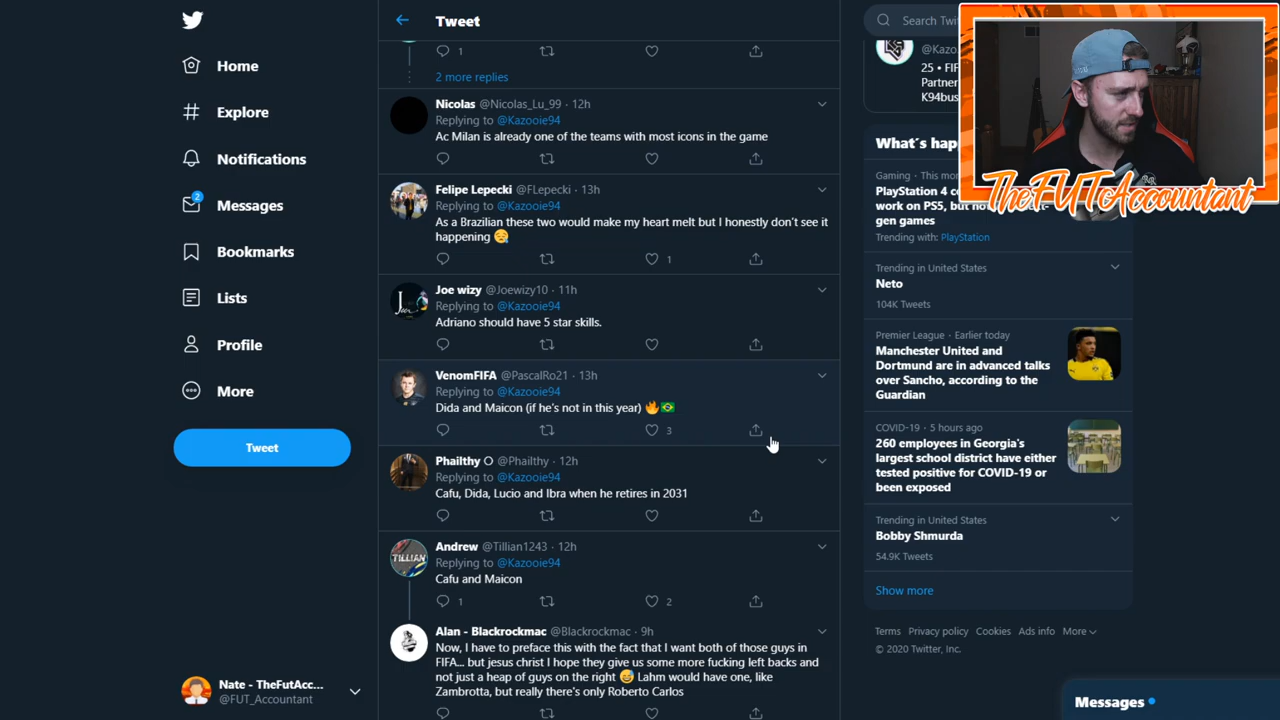 Home
Explore
Notifications
2
Messages
Bookmarks
Lists
Profile
More
Tweet
Nate - TheFutAcc...
@FUT_Accountant
Tweet
1
2 more replies
Nicolas @Nicolas_Lu_99 · 12h
Replying to @Kazooie94
Ac Milan is already one of the teams with most icons in the game
Felipe Lepecki @FLepecki · 13h
Replying to @Kazooie94
As a Brazilian these two would make my heart melt but I honestly don't see it
happening 😪
1
Joe wizy @Joewizy10 · 11h
Replying to @Kazooie94
Adriano should have 5 star skills.
VenomFIFA @PascalRo21 · 13h
Replying to @Kazooie94
Dida and Maicon (if he's not in this year) 🔥🇧🇷
3
Phailthy O @Phailthy · 12h
Replying to @Kazooie94
Cafu, Dida, Lucio and Ibra when he retires in 2031
TILLIAN
Andrew @Tillian1243 · 12h
Replying to @Kazooie94
Cafu and Maicon
1 2
Alan - Blackrockmac @Blackrockmac · 9h
Now, I have to preface this with the fact that I want both of those guys in
FIFA... but jesus christ I hope they give us some more fucking left backs and
not just a heap of guys on the right 😅 Lahm would have one, like
Zambrotta, but really there's only Roberto Carlos
Search Twi
@Kazo
25 • FIF
Partner
K94bus
TheFUTAccountant
What's hap
Gaming · This mor
PlayStation 4 c
work on PS5, but no
gen games
Trending with: PlayStation
Trending in United States
Neto
104K Tweets
Premier League · Earlier today
Manchester United and
Dortmund are in advanced talks
over Sancho, according to the
Guardian
COVID-19 · 5 hours ago
260 employees in Georgia's
largest school district have either
tested positive for COVID-19 or
been exposed
Trending in United States
Bobby Shmurda
54.9K Tweets
Show more
Terms Privacy policy Cookies Ads info More
© 2020 Twitter, Inc.
Messages